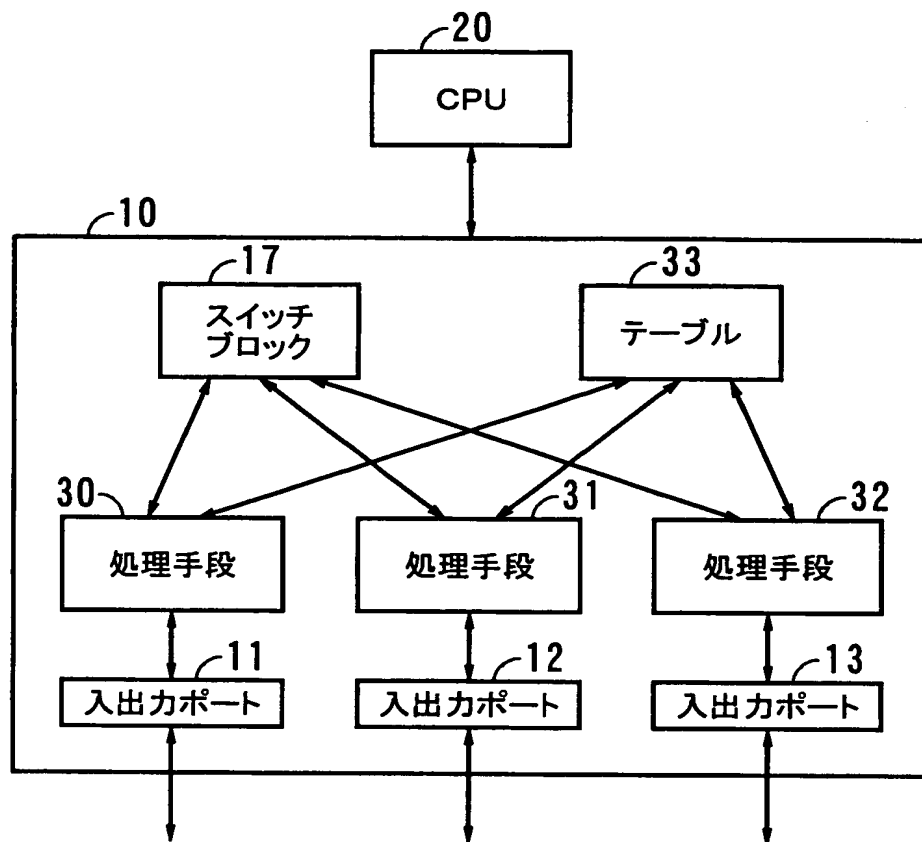 20
CPU
10
17
スイッチ
ブロック
33
テーブル
30
処理手段
31
処理手段
32
処理手段
11
入出力ポート
12
入出力ポート
13
入出力ポート